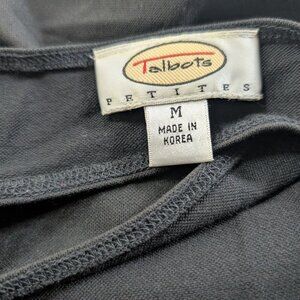 Talbots
PETITES
M
MADE IN
KOREA